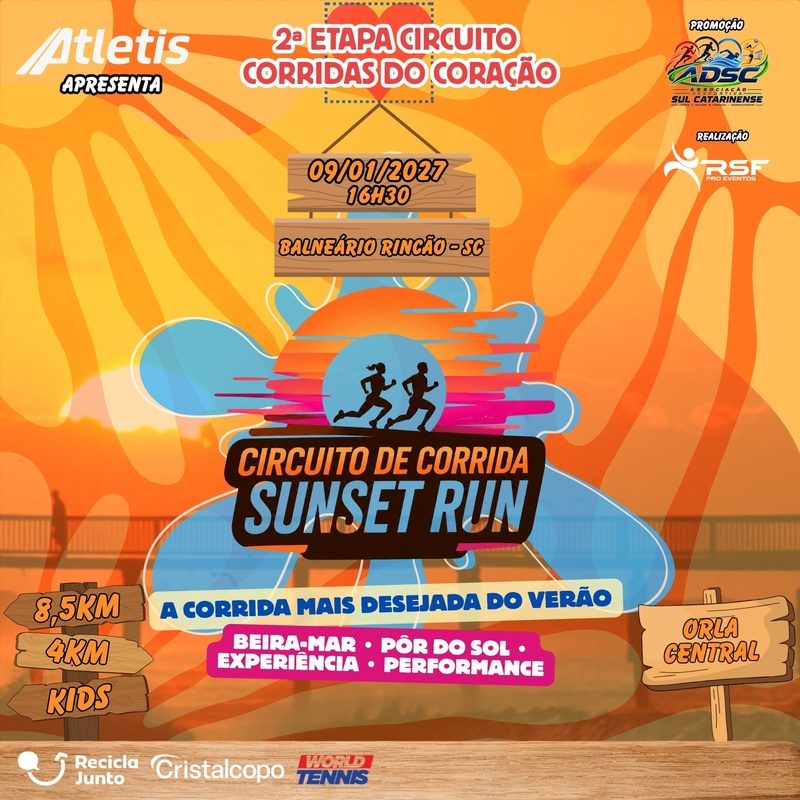 Atletis
APRESENTA
2ª ETAPA CIRCUITO
CORRIDAS DO CORAÇÃO
PROMOÇÃO
ADSC
ASSOCIAÇÃO
DESPORTIVA
SUL CATARINENSE
REALIZAÇÃO
RSF
PRO EVENTOS
09/01/2027
16H30
BALNEÁRIO RINCÃO - SC
CIRCUITO DE CORRIDA
SUNSET RUN
A CORRIDA MAIS DESEJADA DO VERÃO
BEIRA-MAR • PÔR DO SOL •
EXPERIÊNCIA • PERFORMANCE
8,5KM
4KM
KIDS
ORLA
CENTRAL
Recicla
Junto
Cristalcopo
WORLD
TENNIS